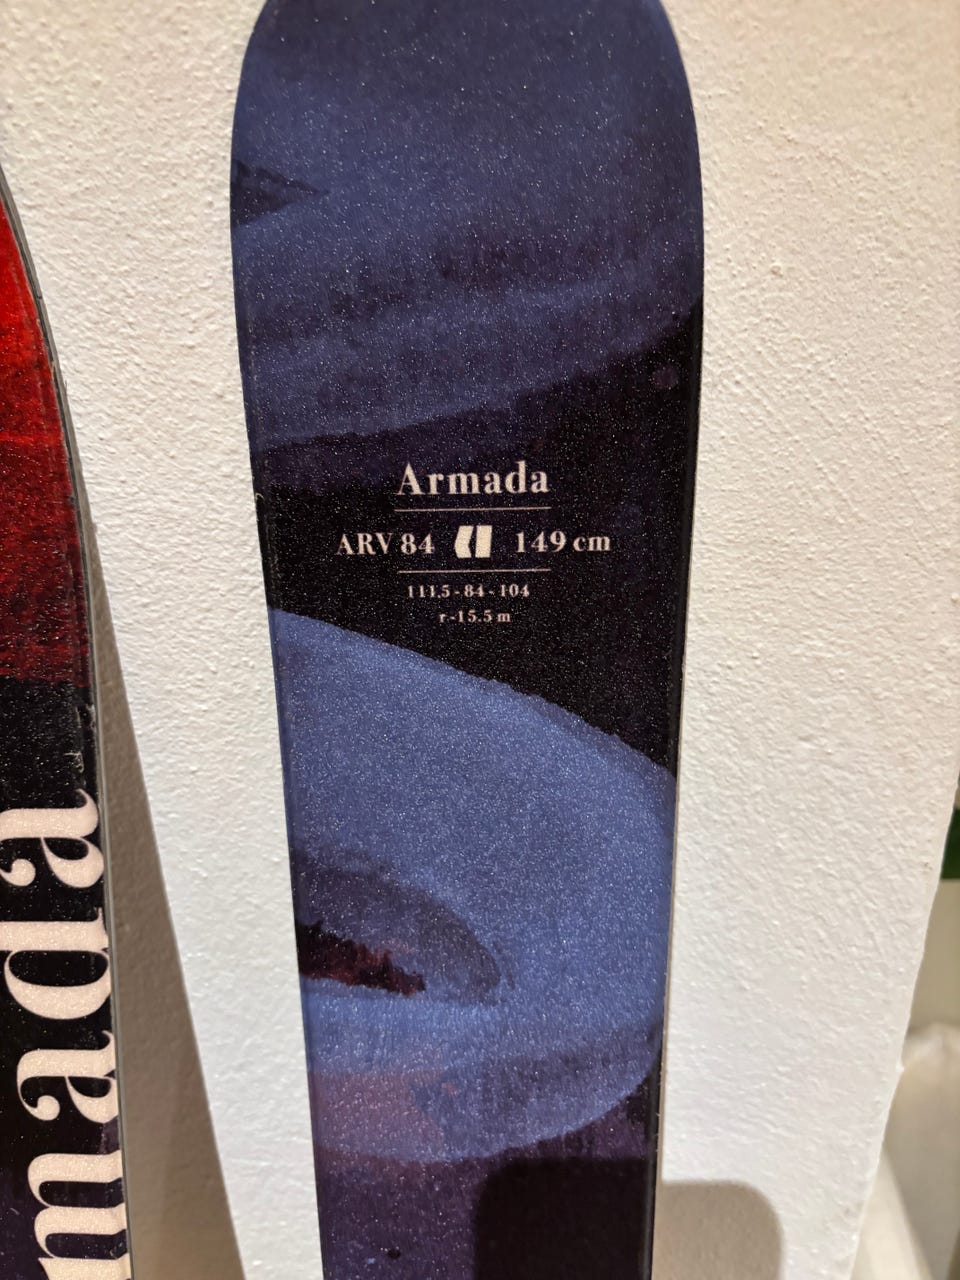 Armada
ARV 84 149 cm
111.5 - 84 - 104
r - 15.5 m
mada